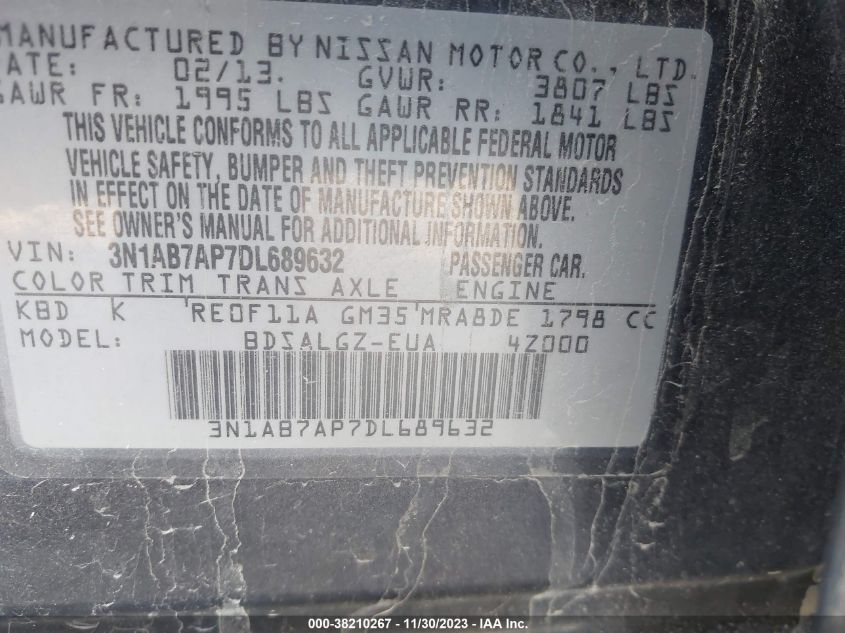 MANUFACTURED BY NISSAN MOTOR CO., LTD.
DATE: 02/13. GVWR: 3807 LBS
GAWR FR: 1995 LBS GAWR RR: 1841 LBS
THIS VEHICLE CONFORMS TO ALL APPLICABLE FEDERAL MOTOR
VEHICLE SAFETY, BUMPER AND THEFT PREVENTION STANDARDS
IN EFFECT ON THE DATE OF MANUFACTURE SHOWN ABOVE.
SEE OWNER'S MANUAL FOR ADDITIONAL INFORMATION.
VIN: 3N1AB7AP7DL689632 PASSENGER CAR.
COLOR TRIM TRANS AXLE ENGINE
KBD K RE0F11A GM35 MRA8DE 1798 CC
MODEL: BDSALGZ-EUA 4Z000
3N1AB7AP7DL689632
000-38210267 - 11/30/2023 - IAA Inc.